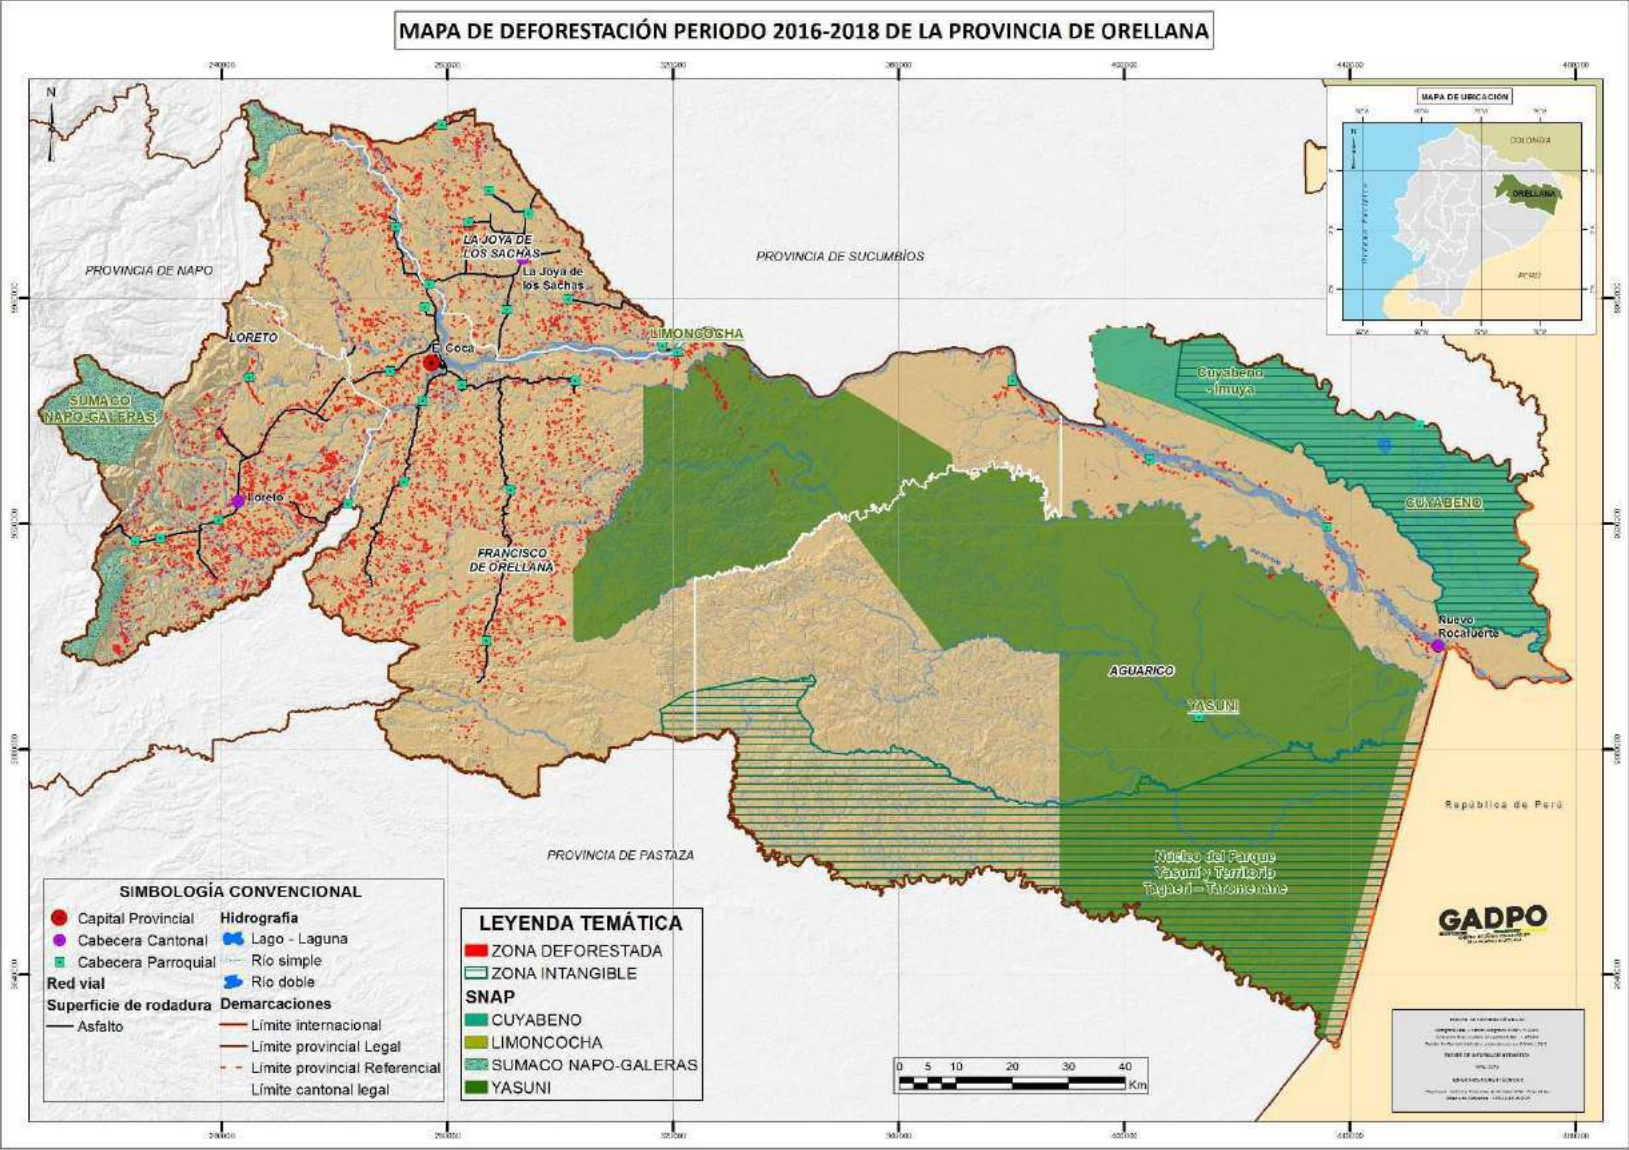 MAPA DE DEFORESTACIÓN PERIODO 2016-2018 DE LA PROVINCIA DE ORELLANA
240000 320000 360000 400000 440000 480000
N
MAPA DE UBICACIÓN
N
COLOMBIA
ORELLANA
PERÚ
PROVINCIA DE NAPO
PROVINCIA DE SUCUMBÍOS
LA JOYA DE
LOS SACHAS
La Joya de
los Sachas
LORETO
LIMONCOCHA
El Coca
SUMACO
NAPO-GALERAS
Cuyabeno
- Imuya
CUYABENO
Loreto
FRANCISCO
DE ORELLANA
Nuevo
Rocafuerte
AGUARICO
YASUNI
República de Perú
PROVINCIA DE PASTAZA
Núcleo del Parque
Yasuní y Territorio
Tagaeri - Taromenane
GADPO
SIMBOLOGÍA CONVENCIONAL
Capital Provincial
Cabecera Cantonal
Cabecera Parroquial
Red vial
Superficie de rodadura
Asfalto
Hidrografía
Lago - Laguna
Río simple
Río doble
Demarcaciones
Límite internacional
Límite provincial Legal
Límite provincial Referencial
Límite cantonal legal
LEYENDA TEMÁTICA
ZONA DEFORESTADA
ZONA INTANGIBLE
SNAP
CUYABENO
LIMONCOCHA
SUMACO NAPO-GALERAS
YASUNI
0 5 10 20 30 40
Km